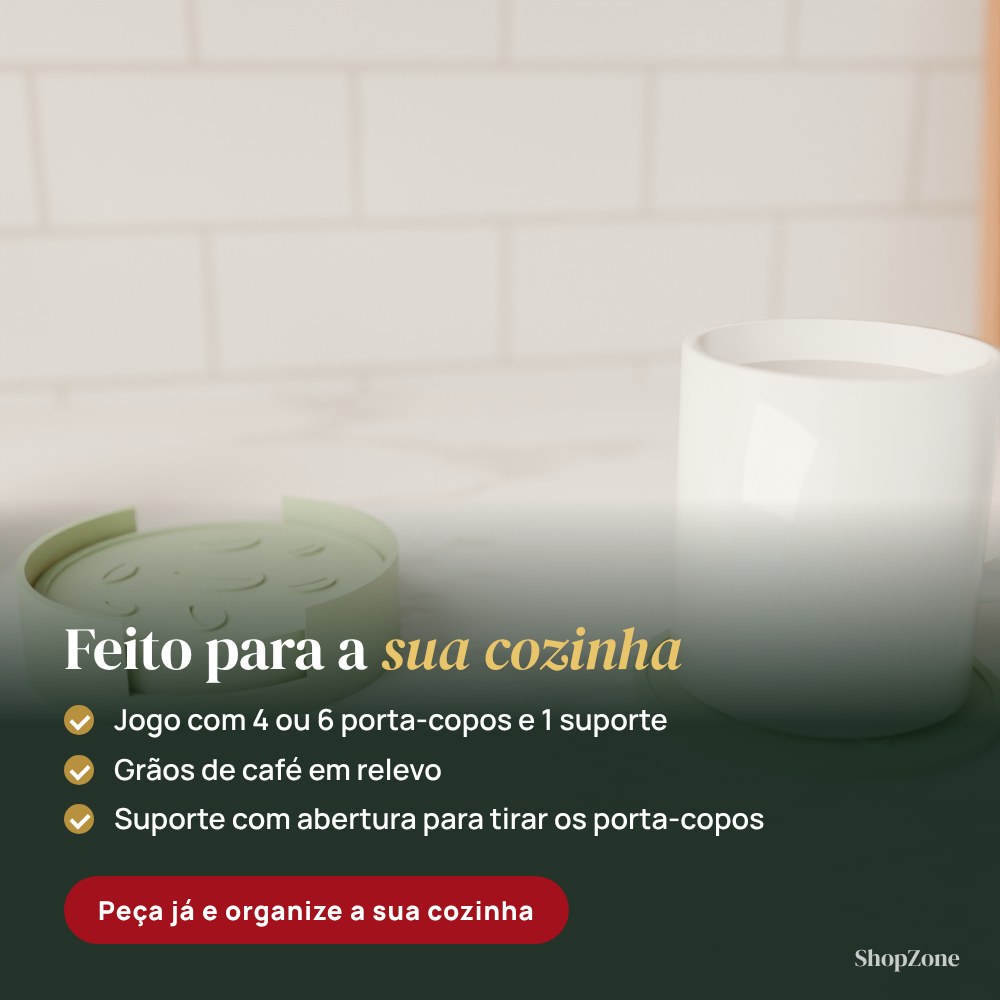 Feito para a sua cozinha
Jogo com 4 ou 6 porta-copos e 1 suporte
Grãos de café em relevo
Suporte com abertura para tirar os porta-copos
Peça já e organize a sua cozinha
ShopZone